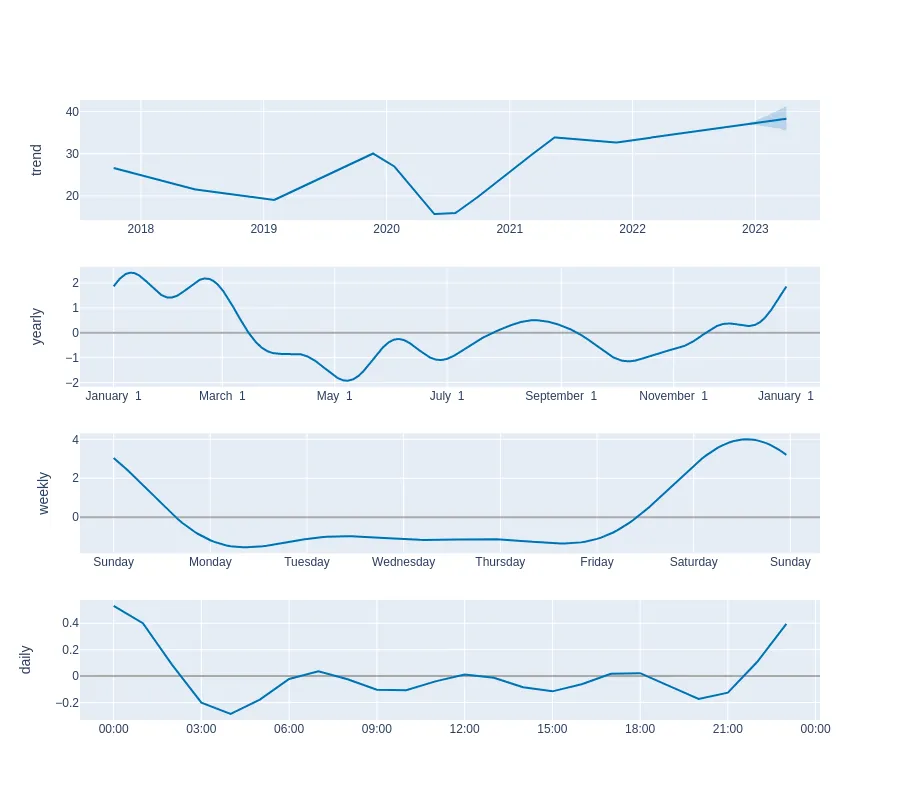 trend
40
30
20
2018 2019 2020 2021 2022 2023
yearly
2
1
0
−1
−2
January 1 March 1 May 1 July 1 September 1 November 1 January 1
weekly
4
2
0
Sunday Monday Tuesday Wednesday Thursday Friday Saturday Sunday
daily
0.4
0.2
0
−0.2
00:00 03:00 06:00 09:00 12:00 15:00 18:00 21:00 00:00